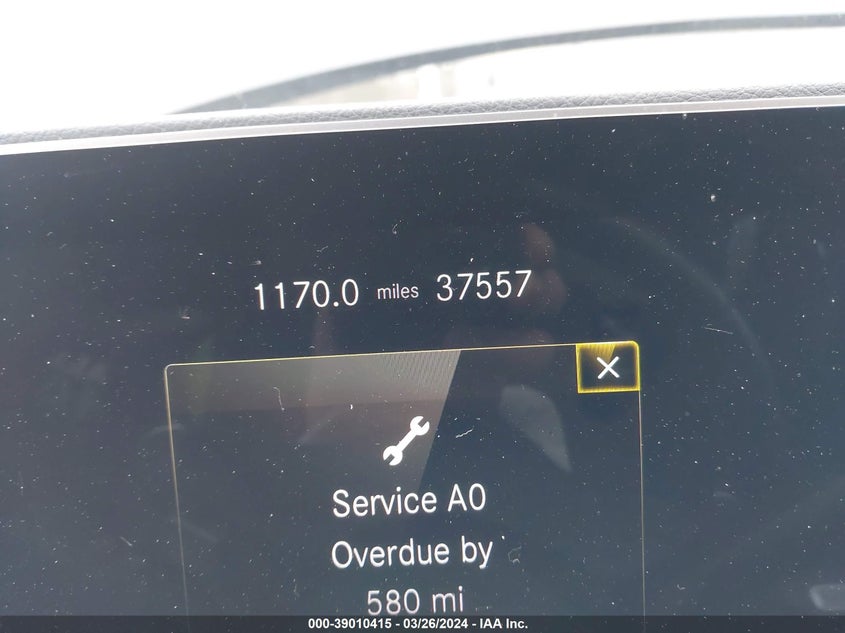 1170.0 miles 37557
Service A0
Overdue by
580 mi
000-39010415 - 03/26/2024 - IAA Inc.